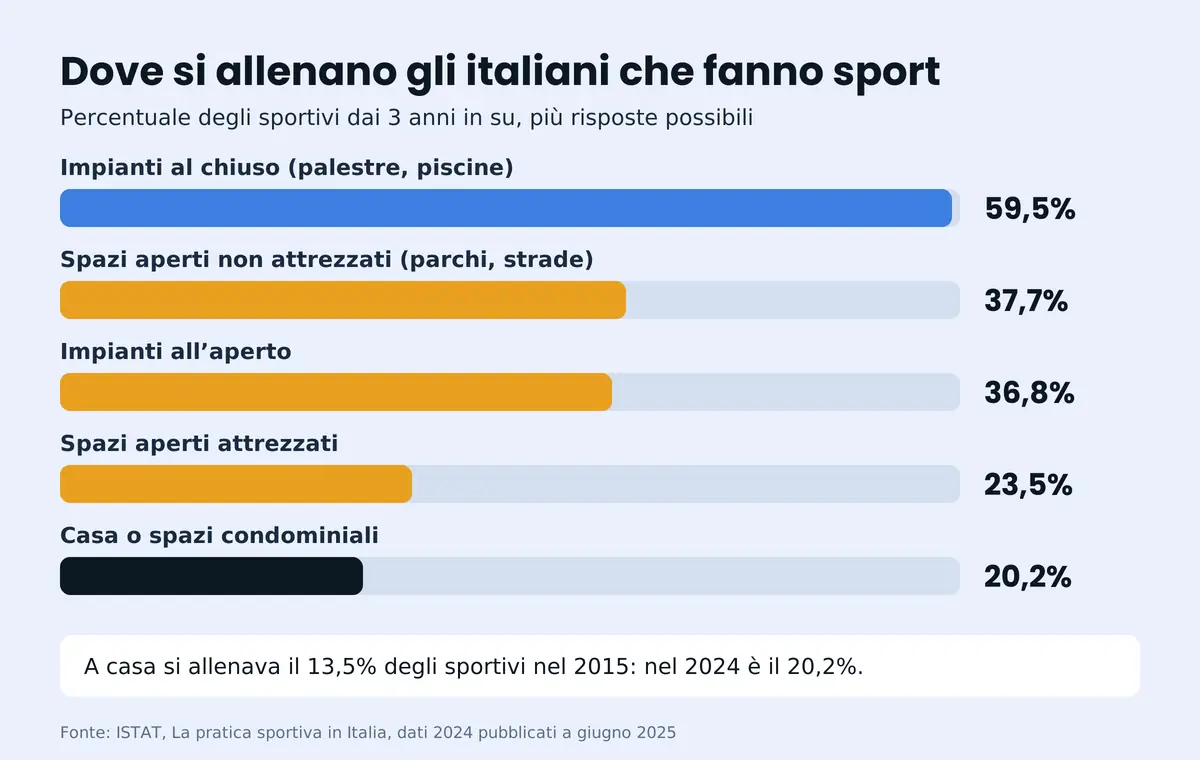 Dove si allenano gli italiani che fanno sport
Percentuale degli sportivi dai 3 anni in su, più risposte possibili
Impianti al chiuso (palestre, piscine)
59,5%
Spazi aperti non attrezzati (parchi, strade)
37,7%
Impianti all’aperto
36,8%
Spazi aperti attrezzati
23,5%
Casa o spazi condominiali
20,2%
A casa si allenava il 13,5% degli sportivi nel 2015: nel 2024 è il 20,2%.
Fonte: ISTAT, La pratica sportiva in Italia, dati 2024 pubblicati a giugno 2025